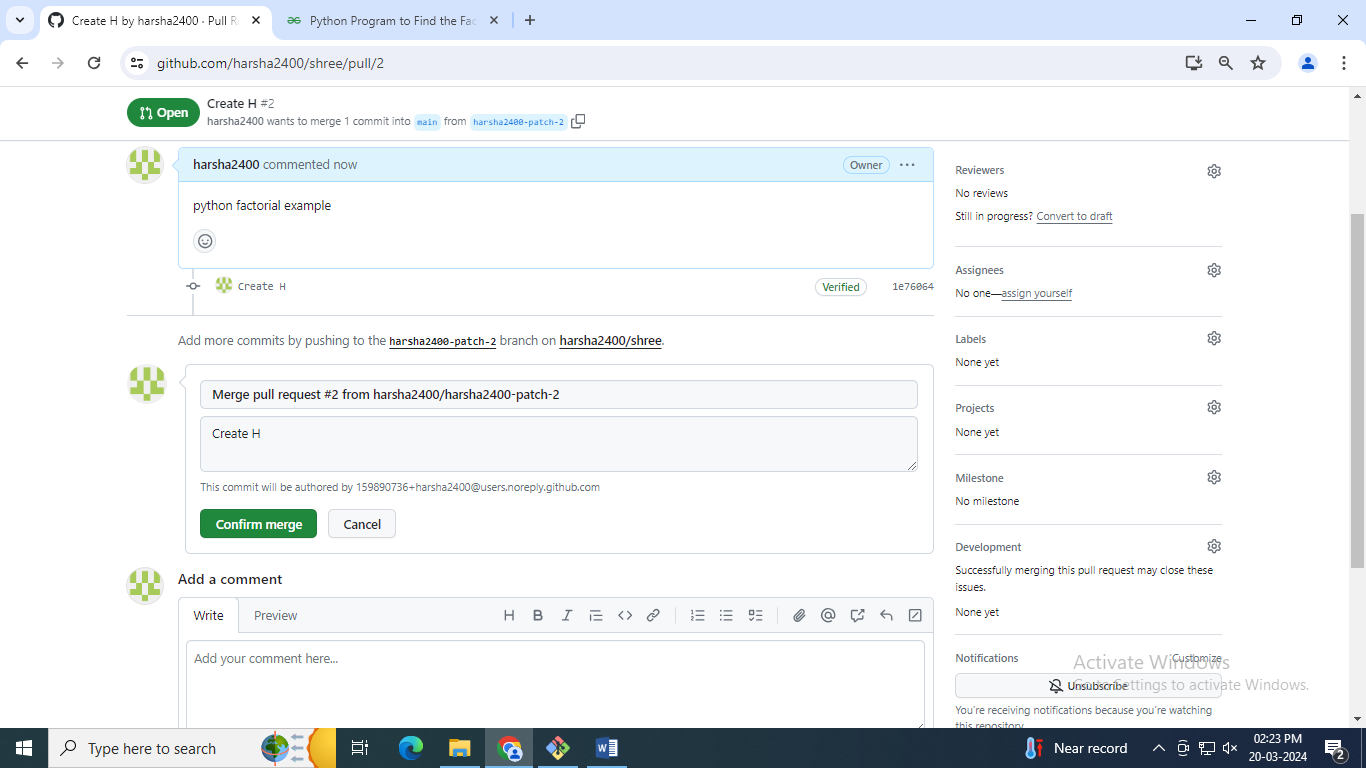 Create H by harsha2400 · Pull R
Python Program to Find the Fac
github.com/harsha2400/shree/pull/2
Open
Create H #2
harsha2400 wants to merge 1 commit into main from harsha2400-patch-2
harsha2400 commented now
Owner
python factorial example
Create H
Verified
1e76064
Add more commits by pushing to the harsha2400-patch-2 branch on harsha2400/shree.
Merge pull request #2 from harsha2400/harsha2400-patch-2
Create H
This commit will be authored by 159890736+harsha2400@users.noreply.github.com
Confirm merge
Cancel
Add a comment
Write
Preview
Add your comment here...
Reviewers
No reviews
Still in progress? Convert to draft
Assignees
No one—assign yourself
Labels
None yet
Projects
None yet
Milestone
No milestone
Development
Successfully merging this pull request may close these
issues.
None yet
Notifications
Customize
Activate Windows
Unsubscribe
Go to Settings to activate Windows.
You're receiving notifications because you're watching
this repository.
Type here to search
Near record
02:23 PM
20-03-2024
2